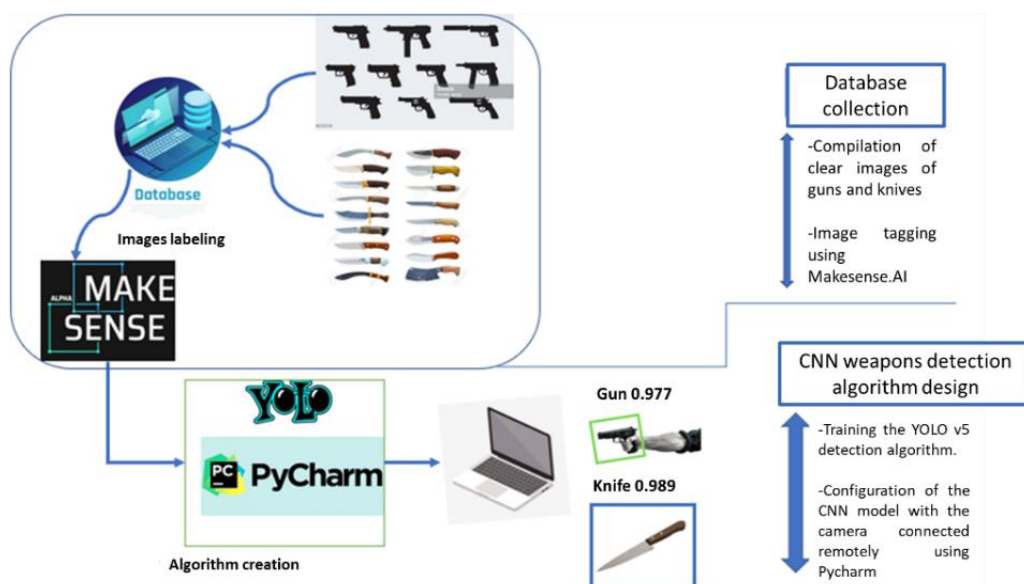 Database
Images labeling
ALPHA
MAKE
SENSE
YOLO
PC
PyCharm
Algorithm creation
Gun 0.977
Knife 0.989
Database
collection
-Compilation of
clear images of
guns and knives
-Image tagging
using
Makesense.AI
CNN weapons detection
algorithm design
-Training the YOLO v5
detection algorithm.
-Configuration of the
CNN model with the
camera connected
remotely using
Pycharm